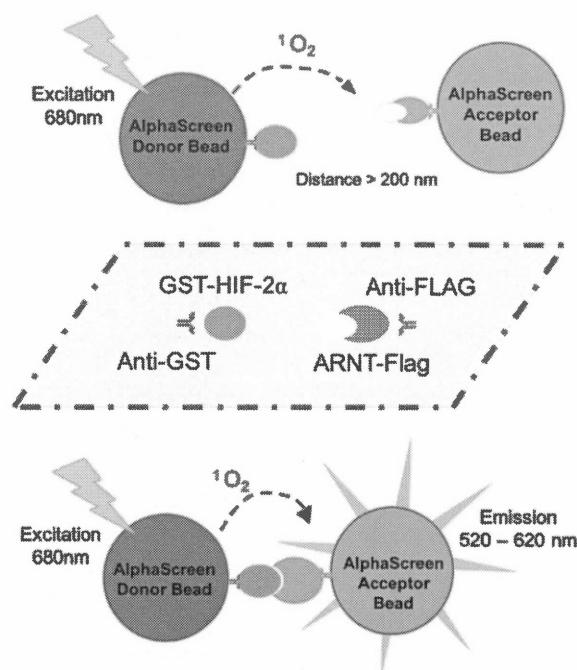 ¹O₂
Excitation
680nm
AlphaScreen
Donor Bead
AlphaScreen
Acceptor
Bead
Distance > 200 nm
GST-HIF-2α
Anti-FLAG
Anti-GST
ARNT-Flag
¹O₂
Excitation
680nm
AlphaScreen
Donor Bead
AlphaScreen
Acceptor
Bead
Emission
520 – 620 nm